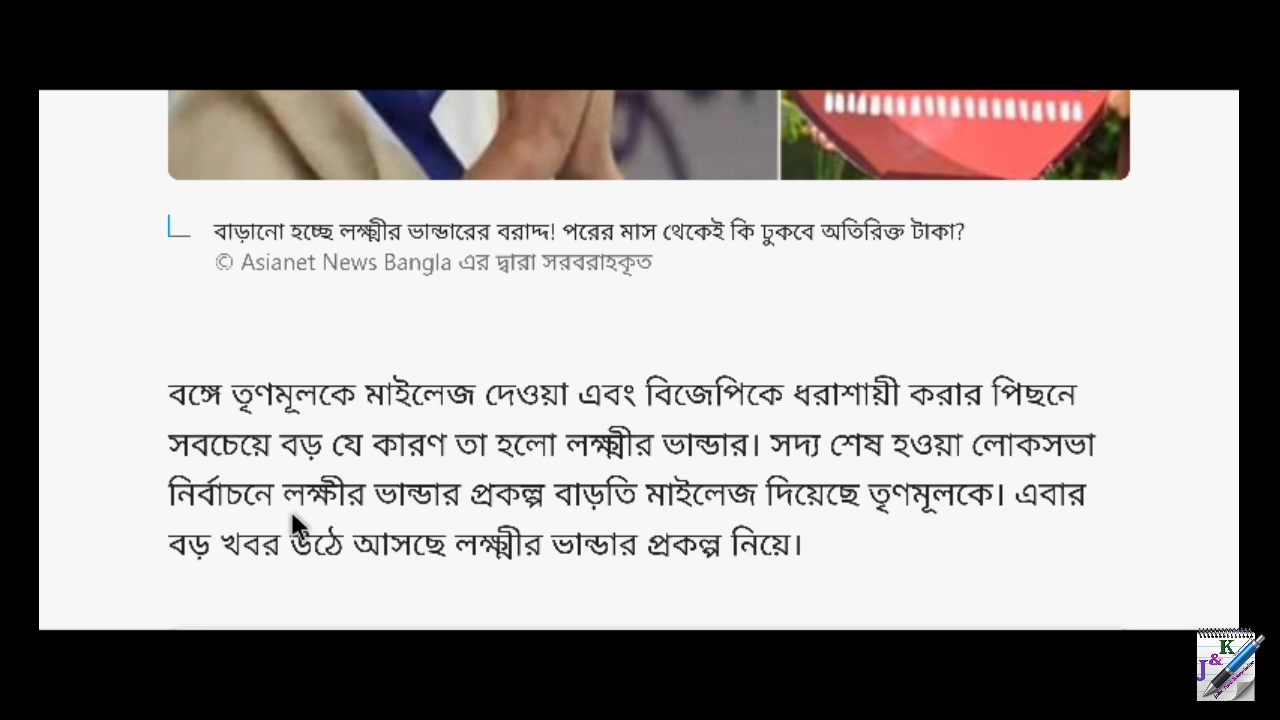 বাড়ানো হচ্ছে লক্ষ্মীর ভান্ডারের বরাদ্দ! পরের মাস থেকেই কি ঢুকবে অতিরিক্ত টাকা?
© Asianet News Bangla এর দ্বারা সরবরাহকৃত
বঙ্গে তৃণমূলকে মাইলেজ দেওয়া এবং বিজেপিকে ধরাশায়ী করার পিছনে
সবচেয়ে বড় যে কারণ তা হলো লক্ষ্মীর ভান্ডার। সদ্য শেষ হওয়া লোকসভা
নির্বাচনে লক্ষীর ভান্ডার প্রকল্প বাড়তি মাইলেজ দিয়েছে তৃণমূলকে। এবার
বড় খবর উঠে আসছে লক্ষ্মীর ভান্ডার প্রকল্প নিয়ে।
J&K